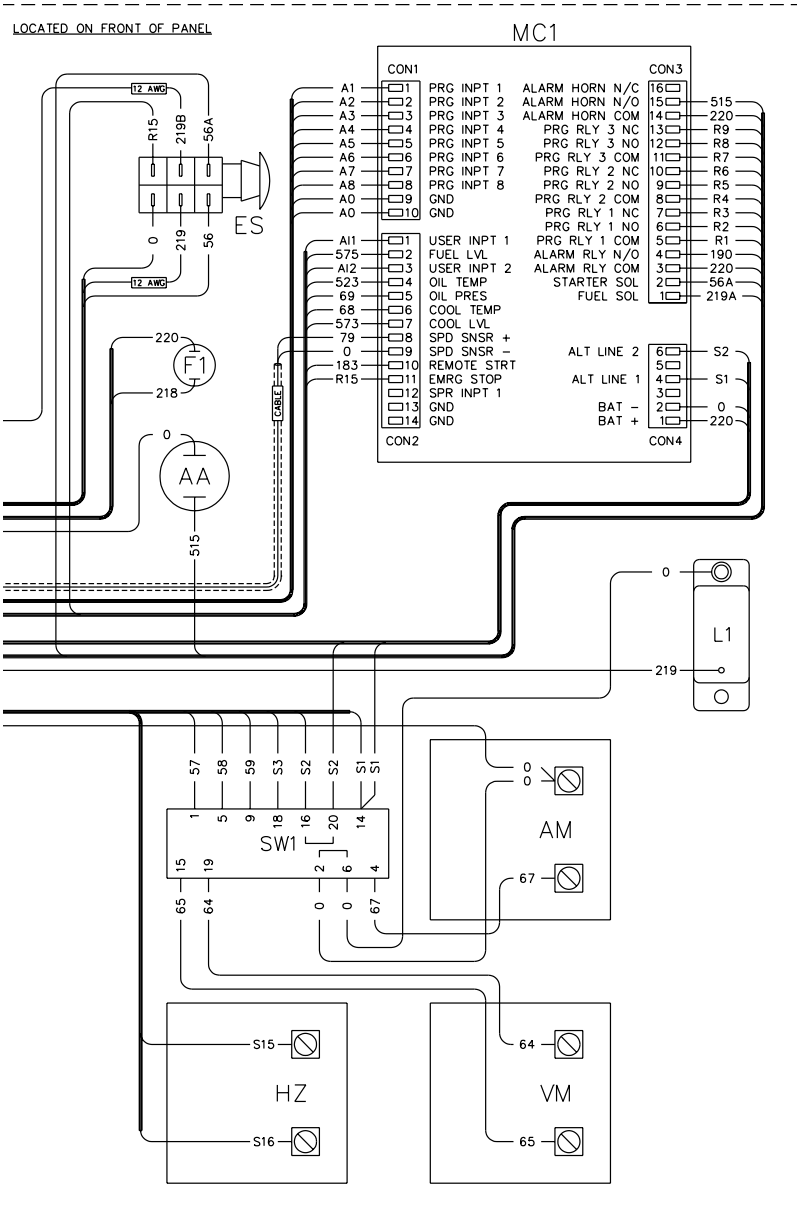 LOCATED ON FRONT OF PANEL
MC1
CON1
CON3
A1 1 PRG INPT 1 ALARM HORN N/C 16
A2 2 PRG INPT 2 ALARM HORN N/O 15 515
A3 3 PRG INPT 3 ALARM HORN COM 14 220
A4 4 PRG INPT 4 PRG RLY 3 NC 13 R9
A5 5 PRG INPT 5 PRG RLY 3 NO 12 R8
A6 6 PRG INPT 6 PRG RLY 3 COM 11 R7
A7 7 PRG INPT 7 PRG RLY 2 NC 10 R6
A8 8 PRG INPT 8 PRG RLY 2 NO 9 R5
A0 9 GND PRG RLY 2 COM 8 R4
A0 10 GND PRG RLY 1 NC 7 R3
PRG RLY 1 NO 6 R2
AI1 1 USER INPT 1 PRG RLY 1 COM 5 R1
575 2 FUEL LVL ALARM RLY N/O 4 190
AI2 3 USER INPT 2 ALARM RLY COM 3 220
523 4 OIL TEMP STARTER SOL 2 56A
69 5 OIL PRES FUEL SOL 1 219A
68 6 COOL TEMP
573 7 COOL LVL
79 8 SPD SNSR +
0 9 SPD SNSR - ALT LINE 2 6 S2
183 10 REMOTE STRT 5
R15 11 EMRG STOP ALT LINE 1 4 S1
12 SPR INPT 1 3
13 GND BAT - 2 0
14 GND BAT + 1 220
CON2
CON4
12 AWG
R15
219B
56A
ES
0
219
56
12 AWG
220
F1
218
CABLE
0
AA
515
0
L1
219
57
58
59
S3
S2
S2
S1
S1
1
5
9
18
16
20
14
SW1
15
19
2
6
4
65
64
0
0
67
0
0
AM
67
S15
HZ
S16
64
VM
65